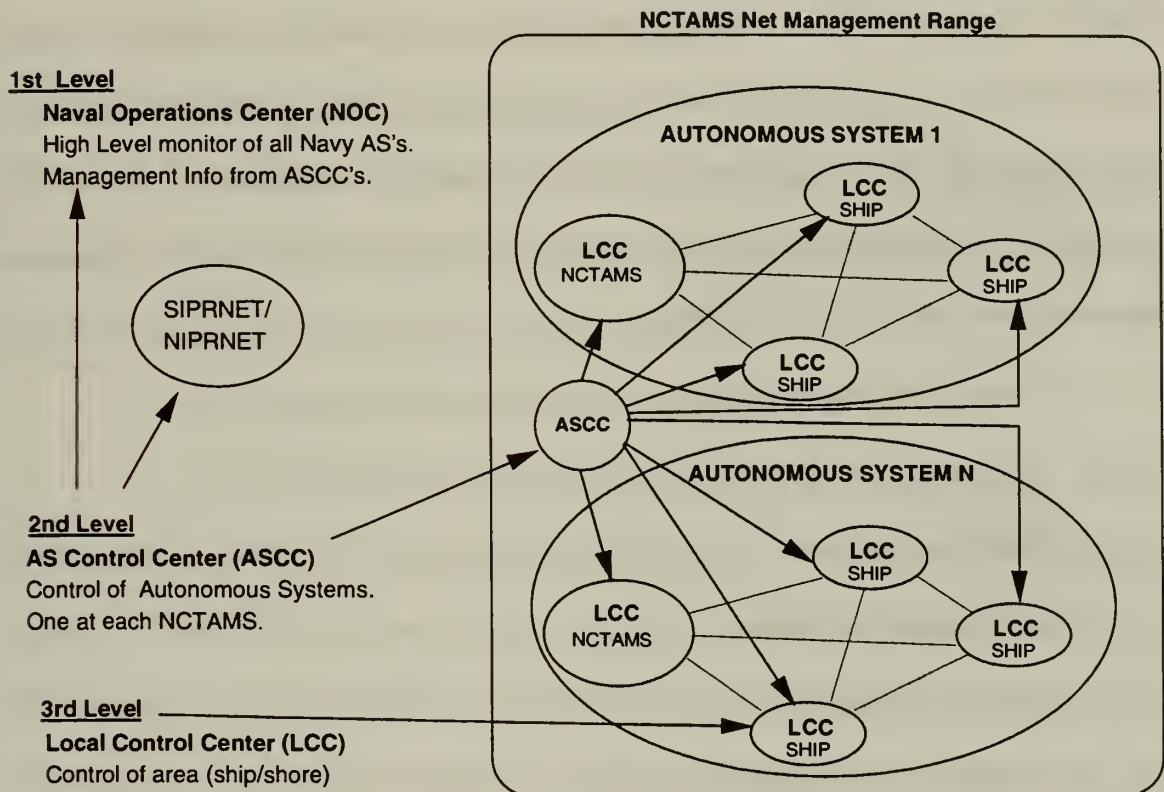 NCTAMS Net Management Range
1st Level
Naval Operations Center (NOC)
High Level monitor of all Navy AS's.
Management Info from ASCC's.
SIPRNET/
NIPRNET
2nd Level
AS Control Center (ASCC)
Control of Autonomous Systems.
One at each NCTAMS.
3rd Level
Local Control Center (LCC)
Control of area (ship/shore)
AUTONOMOUS SYSTEM 1
LCC
SHIP
LCC
NCTAMS
LCC
SHIP
LCC
SHIP
ASCC
AUTONOMOUS SYSTEM N
LCC
SHIP
LCC
NCTAMS
LCC
SHIP
LCC
SHIP